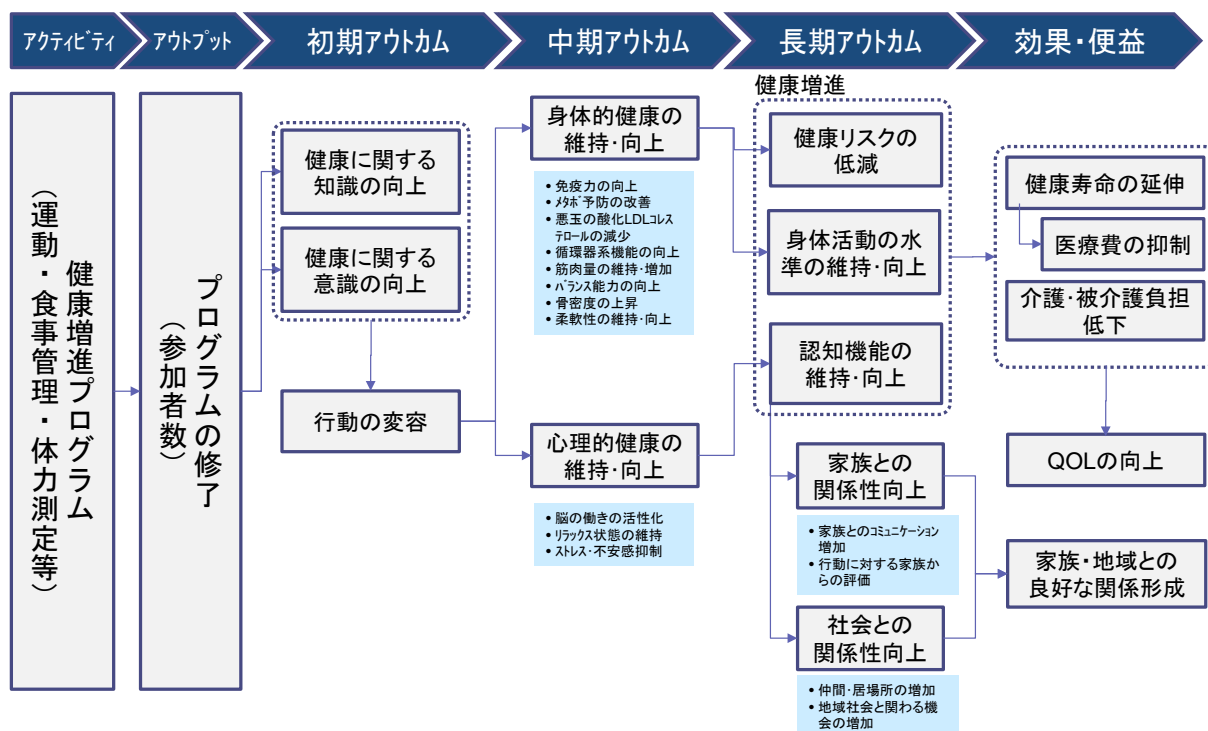 アクティビティ
アウトプット
初期アウトカム
中期アウトカム
長期アウトカム
効果・便益
健康増進プログラム
（運動・食事管理・体力測定等）
プログラムの修了
（参加者数）
健康に関する
知識の向上
健康に関する
意識の向上
行動の変容
身体的健康の
維持・向上
• 免疫力の向上
• メタボ予防の改善
• 悪玉の酸化LDLコレス
テロールの減少
• 循環器系機能の向上
• 筋肉量の維持・増加
• バランス能力の向上
• 骨密度の上昇
• 柔軟性の維持・向上
心理的健康の
維持・向上
• 脳の働きの活性化
• リラックス状態の維持
• ストレス・不安感抑制
健康増進
健康リスクの
低減
身体活動の水
準の維持・向上
認知機能の
維持・向上
家族との
関係性向上
• 家族とのコミュニケーション
増加
• 行動に対する家族か
らの評価
社会との
関係性向上
• 仲間・居場所の増加
• 地域社会と関わる機
会の増加
健康寿命の延伸
医療費の抑制
介護・被介護負担
低下
QOLの向上
家族・地域との
良好な関係形成